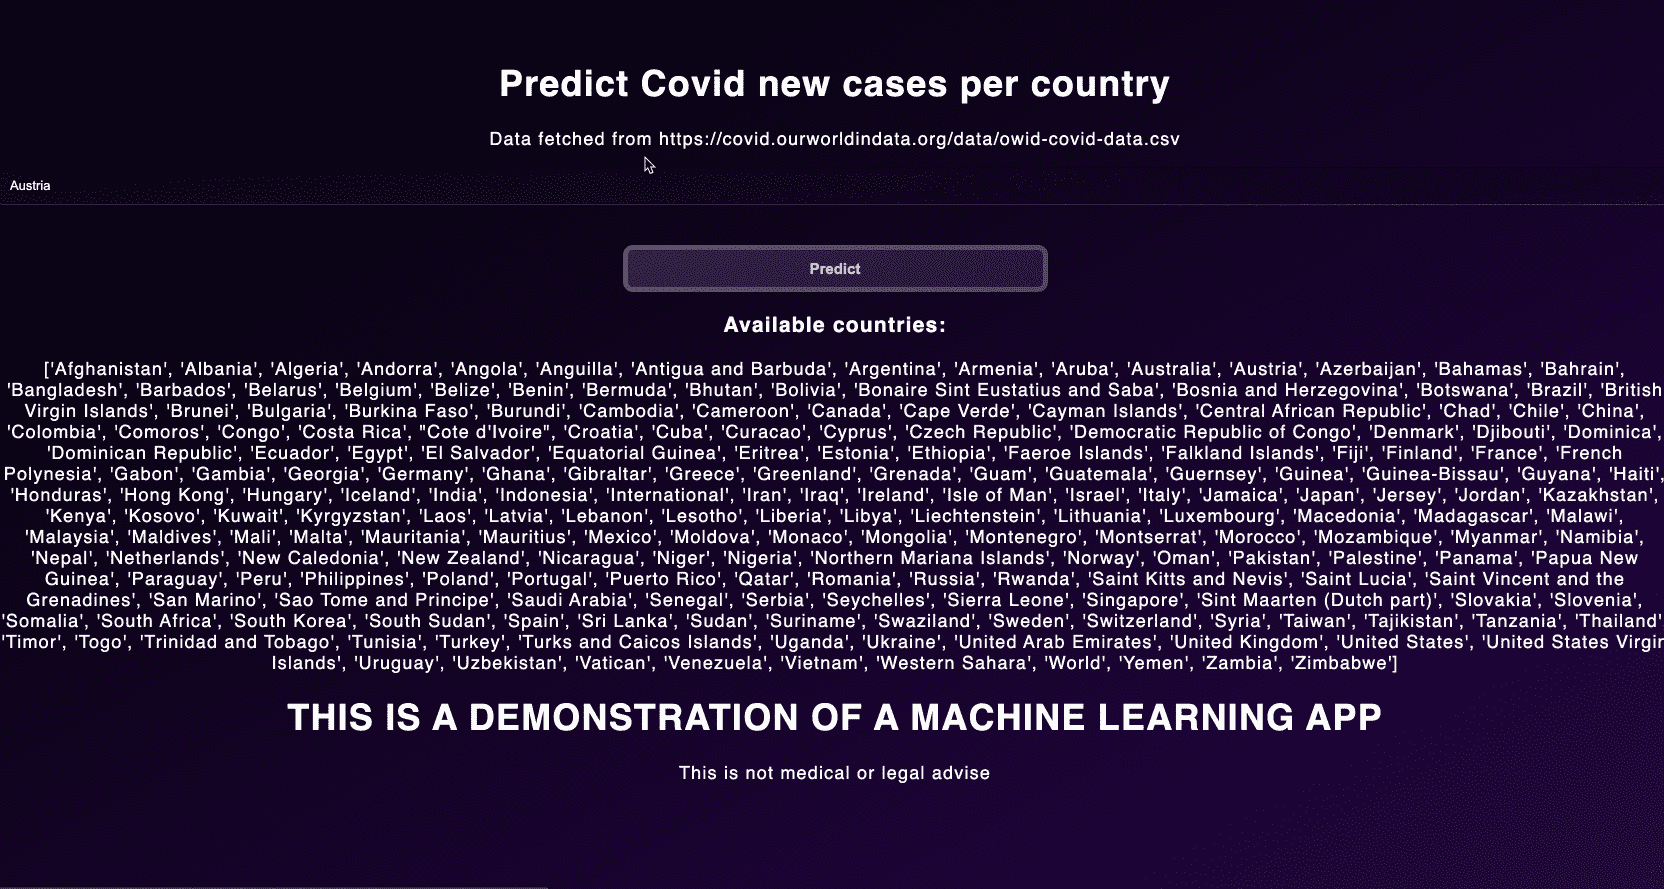 Predict Covid new cases per country
Data fetched from https://covid.ourworldindata.org/data/owid-covid-data.csv
Austria
Predict
Available countries:
['Afghanistan', 'Albania', 'Algeria', 'Andorra', 'Angola', 'Anguilla', 'Antigua and Barbuda', 'Argentina', 'Armenia', 'Aruba', 'Australia', 'Austria', 'Azerbaijan', 'Bahamas', 'Bahrain',
'Bangladesh', 'Barbados', 'Belarus', 'Belgium', 'Belize', 'Benin', 'Bermuda', 'Bhutan', 'Bolivia', 'Bonaire Sint Eustatius and Saba', 'Bosnia and Herzegovina', 'Botswana', 'Brazil', 'British
Virgin Islands', 'Brunei', 'Bulgaria', 'Burkina Faso', 'Burundi', 'Cambodia', 'Cameroon', 'Canada', 'Cape Verde', 'Cayman Islands', 'Central African Republic', 'Chad', 'Chile', 'China',
'Colombia', 'Comoros', 'Congo', 'Costa Rica', "Cote d'Ivoire", 'Croatia', 'Cuba', 'Curacao', 'Cyprus', 'Czech Republic', 'Democratic Republic of Congo', 'Denmark', 'Djibouti', 'Dominica',
'Dominican Republic', 'Ecuador', 'Egypt', 'El Salvador', 'Equatorial Guinea', 'Eritrea', 'Estonia', 'Ethiopia', 'Faeroe Islands', 'Falkland Islands', 'Fiji', 'Finland', 'France', 'French
Polynesia', 'Gabon', 'Gambia', 'Georgia', 'Germany', 'Ghana', 'Gibraltar', 'Greece', 'Greenland', 'Grenada', 'Guam', 'Guatemala', 'Guernsey', 'Guinea', 'Guinea-Bissau', 'Guyana', 'Haiti',
'Honduras', 'Hong Kong', 'Hungary', 'Iceland', 'India', 'Indonesia', 'International', 'Iran', 'Iraq', 'Ireland', 'Isle of Man', 'Israel', 'Italy', 'Jamaica', 'Japan', 'Jersey', 'Jordan', 'Kazakhstan',
'Kenya', 'Kosovo', 'Kuwait', 'Kyrgyzstan', 'Laos', 'Latvia', 'Lebanon', 'Lesotho', 'Liberia', 'Libya', 'Liechtenstein', 'Lithuania', 'Luxembourg', 'Macedonia', 'Madagascar', 'Malawi',
'Malaysia', 'Maldives', 'Mali', 'Malta', 'Mauritania', 'Mauritius', 'Mexico', 'Moldova', 'Monaco', 'Mongolia', 'Montenegro', 'Montserrat', 'Morocco', 'Mozambique', 'Myanmar', 'Namibia',
'Nepal', 'Netherlands', 'New Caledonia', 'New Zealand', 'Nicaragua', 'Niger', 'Nigeria', 'Northern Mariana Islands', 'Norway', 'Oman', 'Pakistan', 'Palestine', 'Panama', 'Papua New
Guinea', 'Paraguay', 'Peru', 'Philippines', 'Poland', 'Portugal', 'Puerto Rico', 'Qatar', 'Romania', 'Russia', 'Rwanda', 'Saint Kitts and Nevis', 'Saint Lucia', 'Saint Vincent and the
Grenadines', 'San Marino', 'Sao Tome and Principe', 'Saudi Arabia', 'Senegal', 'Serbia', 'Seychelles', 'Sierra Leone', 'Singapore', 'Sint Maarten (Dutch part)', 'Slovakia', 'Slovenia',
'Somalia', 'South Africa', 'South Korea', 'South Sudan', 'Spain', 'Sri Lanka', 'Sudan', 'Suriname', 'Swaziland', 'Sweden', 'Switzerland', 'Syria', 'Taiwan', 'Tajikistan', 'Tanzania', 'Thailand'
'Timor', 'Togo', 'Trinidad and Tobago', 'Tunisia', 'Turkey', 'Turks and Caicos Islands', 'Uganda', 'Ukraine', 'United Arab Emirates', 'United Kingdom', 'United States', 'United States Virgin
Islands', 'Uruguay', 'Uzbekistan', 'Vatican', 'Venezuela', 'Vietnam', 'Western Sahara', 'World', 'Yemen', 'Zambia', 'Zimbabwe']
THIS IS A DEMONSTRATION OF A MACHINE LEARNING APP
This is not medical or legal advise